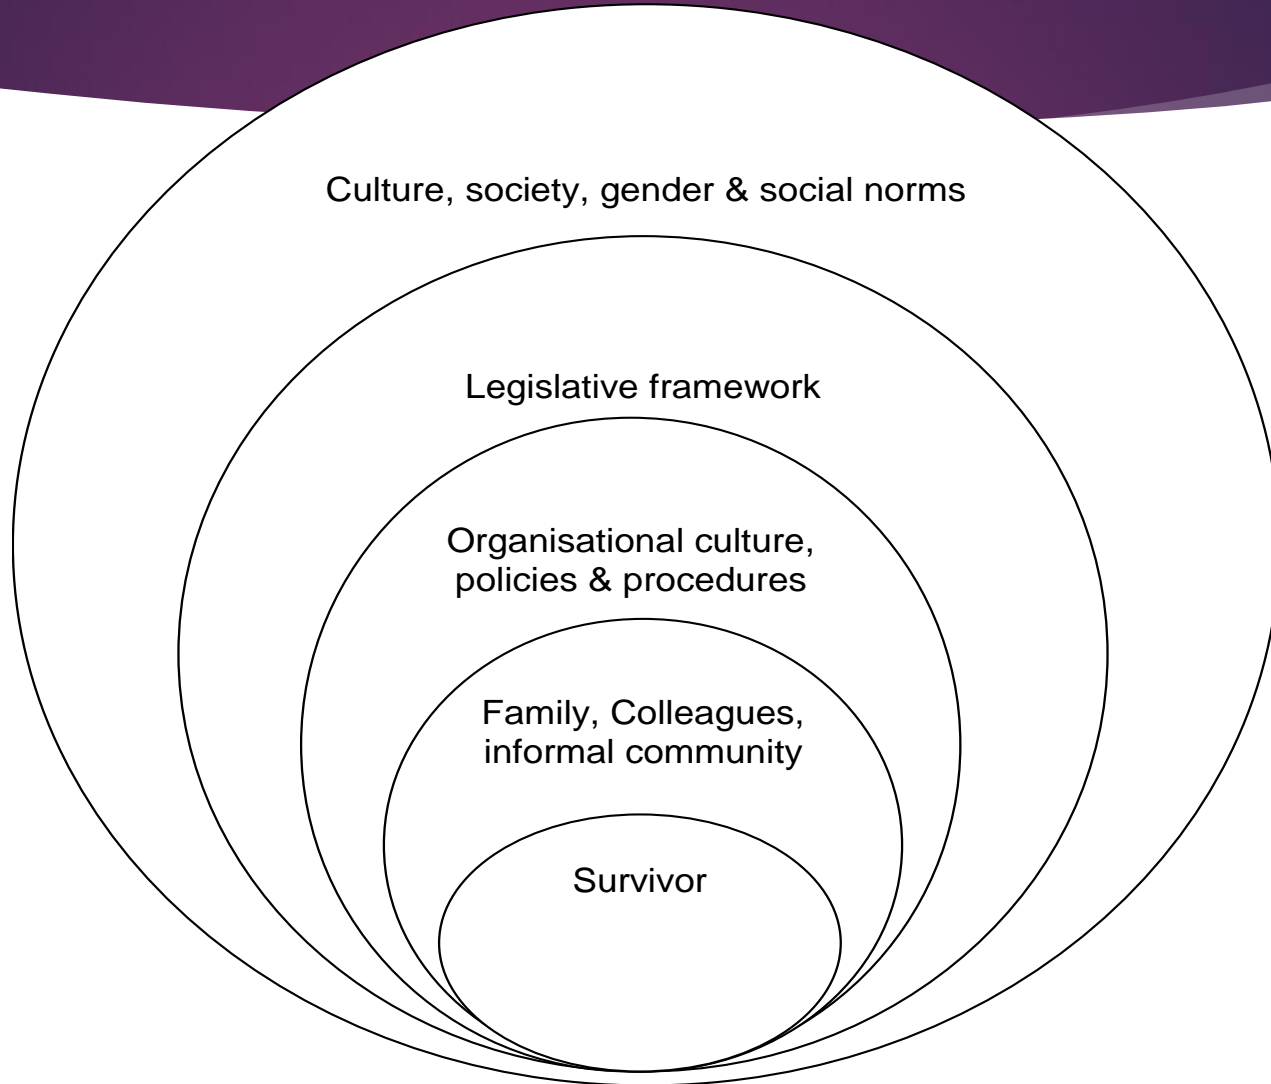 Culture, society, gender & social norms
Legislative framework
Organisational culture,
policies & procedures
Family, Colleagues,
informal community
Survivor